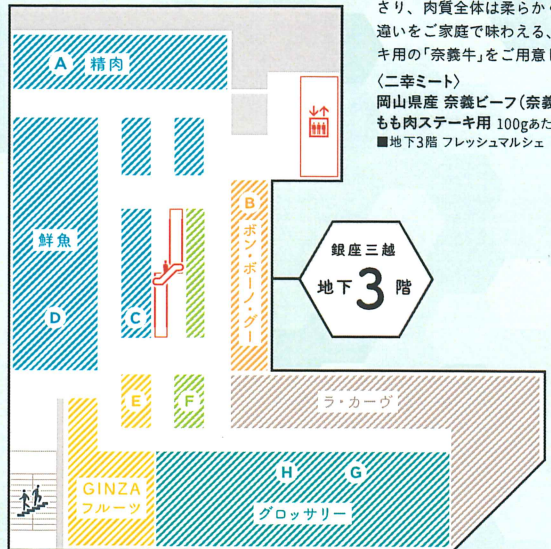 さり、肉質全体は柔らか
違いをご家庭で味わえる、
キ用の「奈義牛」をご用意
〈二幸ミート〉
岡山県産 奈義ビーフ(奈義
もも肉ステーキ用 100gあた
■地下3階 フレッシュマルシェ
A 精肉
B ボン・ボーノ・グー
鮮魚
D
C
銀座三越
地下3階
E
F
ラ・カーヴ
GINZA
フルーツ
H
G
グロッサリー